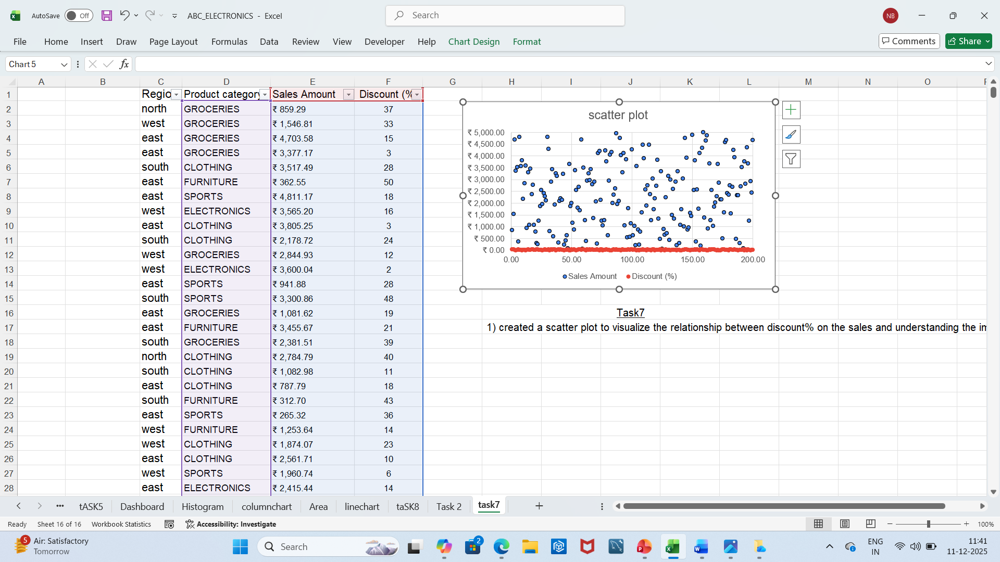 AutoSave Off ABC_ELECTRONICS - Excel Search NB
File Home Insert Draw Page Layout Formulas Data Review View Developer Help Chart Design Format Comments Share
Chart 5 fx
A B C D E F G H I J K L M N O
1 Regio Product category Sales Amount Discount (%
2 north GROCERIES ₹ 859.29 37
3 west GROCERIES ₹ 1,546.81 33
4 east GROCERIES ₹ 4,703.58 15
5 east GROCERIES ₹ 3,377.17 3
6 south CLOTHING ₹ 3,517.49 28
7 east FURNITURE ₹ 362.55 50
8 east SPORTS ₹ 4,811.17 18
9 west ELECTRONICS ₹ 3,565.20 16
10 east CLOTHING ₹ 3,805.25 3
11 south CLOTHING ₹ 2,178.72 24
12 west GROCERIES ₹ 2,844.93 12
13 west ELECTRONICS ₹ 3,600.04 2
14 east SPORTS ₹ 941.88 28
15 south SPORTS ₹ 3,300.86 48
16 east GROCERIES ₹ 1,081.62 19
17 east FURNITURE ₹ 3,455.67 21
18 south GROCERIES ₹ 2,381.51 39
19 north CLOTHING ₹ 2,784.79 40
20 south CLOTHING ₹ 1,082.98 11
21 east CLOTHING ₹ 787.79 18
22 south FURNITURE ₹ 312.70 43
23 east SPORTS ₹ 265.32 36
24 west FURNITURE ₹ 1,253.64 14
25 west CLOTHING ₹ 1,874.07 23
26 east CLOTHING ₹ 2,561.71 10
27 west SPORTS ₹ 1,960.74 6
28 east ELECTRONICS ₹ 2,415.44 14
scatter plot
₹ 5,000.00
₹ 4,500.00
₹ 4,000.00
₹ 3,500.00
₹ 3,000.00
₹ 2,500.00
₹ 2,000.00
₹ 1,500.00
₹ 1,000.00
₹ 500.00
₹ 0.00
0.00 50.00 100.00 150.00 200.00
Sales Amount Discount (%)
Task7
1) created a scatter plot to visualize the relationship between discount% on the sales and understanding the in
tASK5 Dashboard Histogram columnchart Area linechart taSK8 Task 2 task7
Ready Sheet 16 of 16 Workbook Statistics Accessibility: Investigate 100%
5 Air: Satisfactory
Tomorrow
Search
2
ENG
IN
11:41
11-12-2025